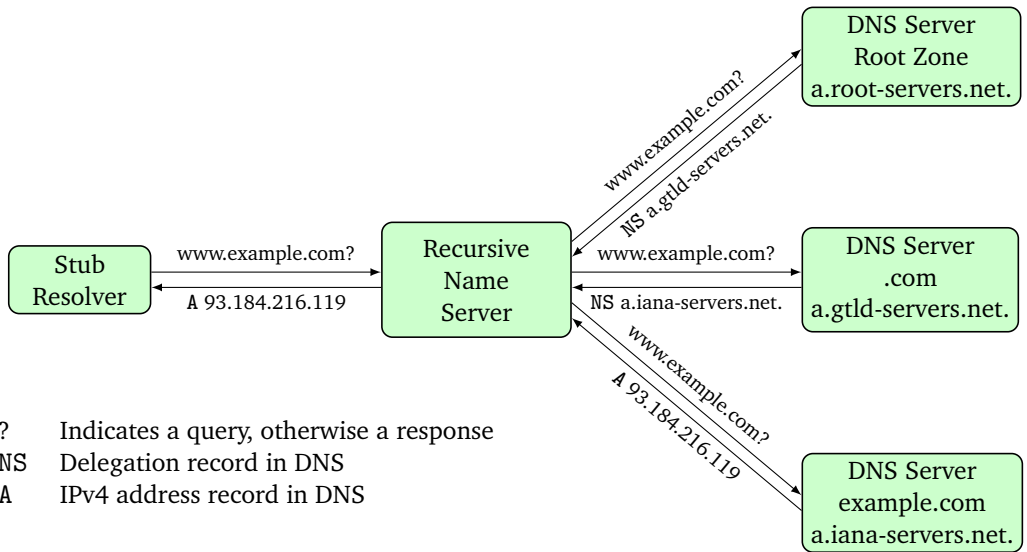 DNS Server
Root Zone
a.root-servers.net.
www.example.com?
NS a.gtld-servers.net.
Stub
Resolver
www.example.com?
A 93.184.216.119
Recursive
Name
Server
www.example.com?
NS a.iana-servers.net.
DNS Server
.com
a.gtld-servers.net.
www.example.com?
A 93.184.216.119
DNS Server
example.com
a.iana-servers.net.
? Indicates a query, otherwise a response
NS Delegation record in DNS
A IPv4 address record in DNS